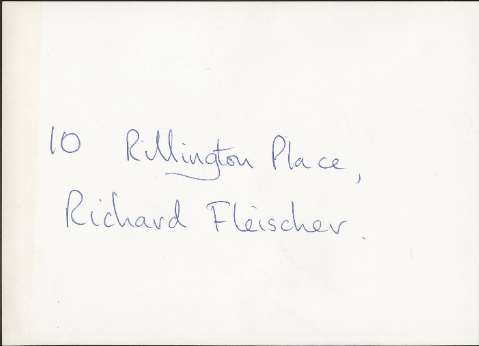 10 Rillington Place,
Richard Fleischer.